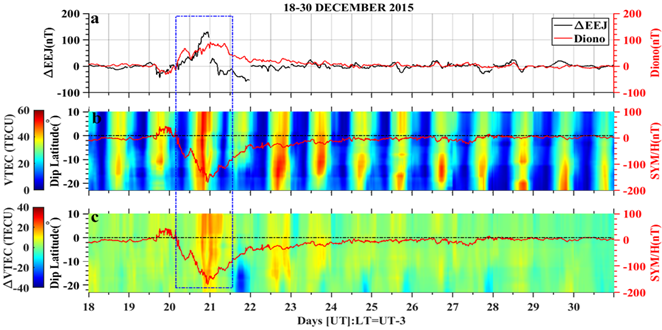 18-30 DECEMBER 2015
a
ΔEEJ
Diono
ΔEEJ(nT)
200
100
0
-100
Diono(nT)
200
100
0
-100
b
VTEC (TECU)
60
40
20
0
Dip Latitude(°)
10
0
-10
-20
SYM/H(nT)
100
0
-100
-200
c
ΔVTEC (TECU)
40
20
0
-20
-40
Dip Latitude(°)
10
0
-10
-20
SYM/H(nT)
100
0
-100
-200
18 19 20 21 22 23 24 25 26 27 28 29 30
Days [UT]:LT=UT-3